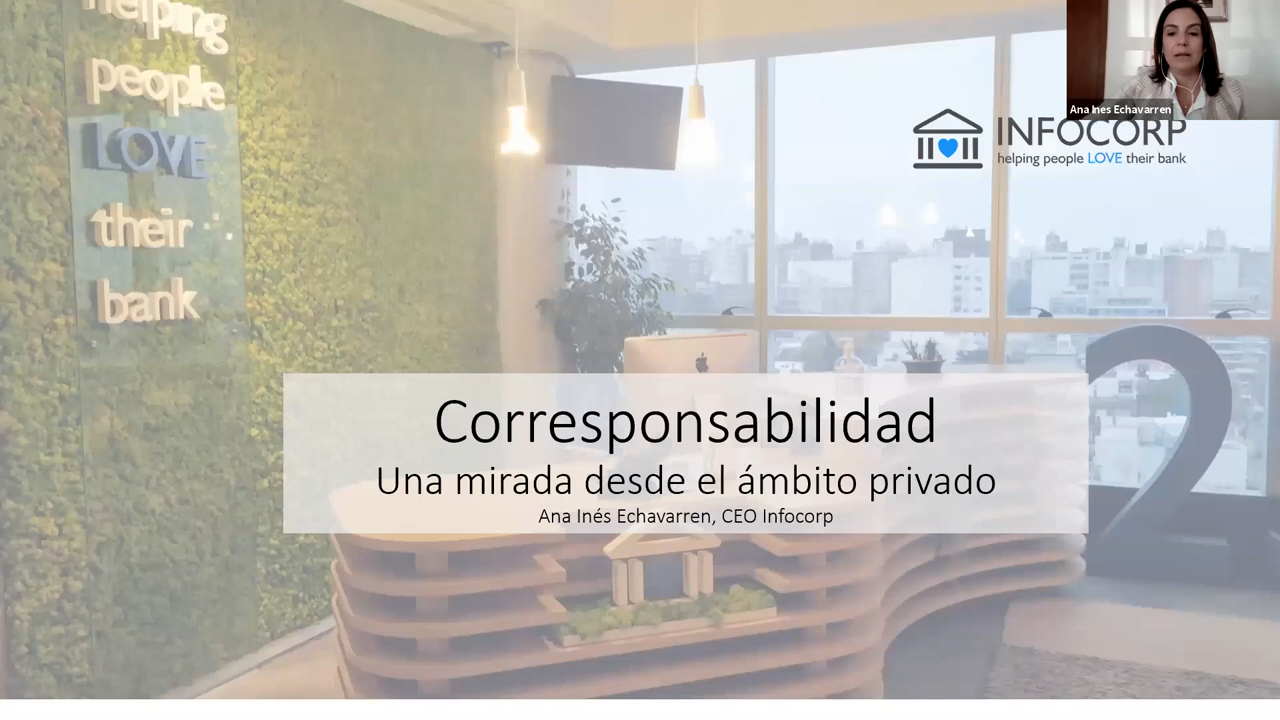 helping
people
LOVE
their
bank
Ana Ines Echavarren
INFOCORP
helping people LOVE their bank
2
Corresponsabilidad
Una mirada desde el ámbito privado
Ana Inés Echavarren, CEO Infocorp